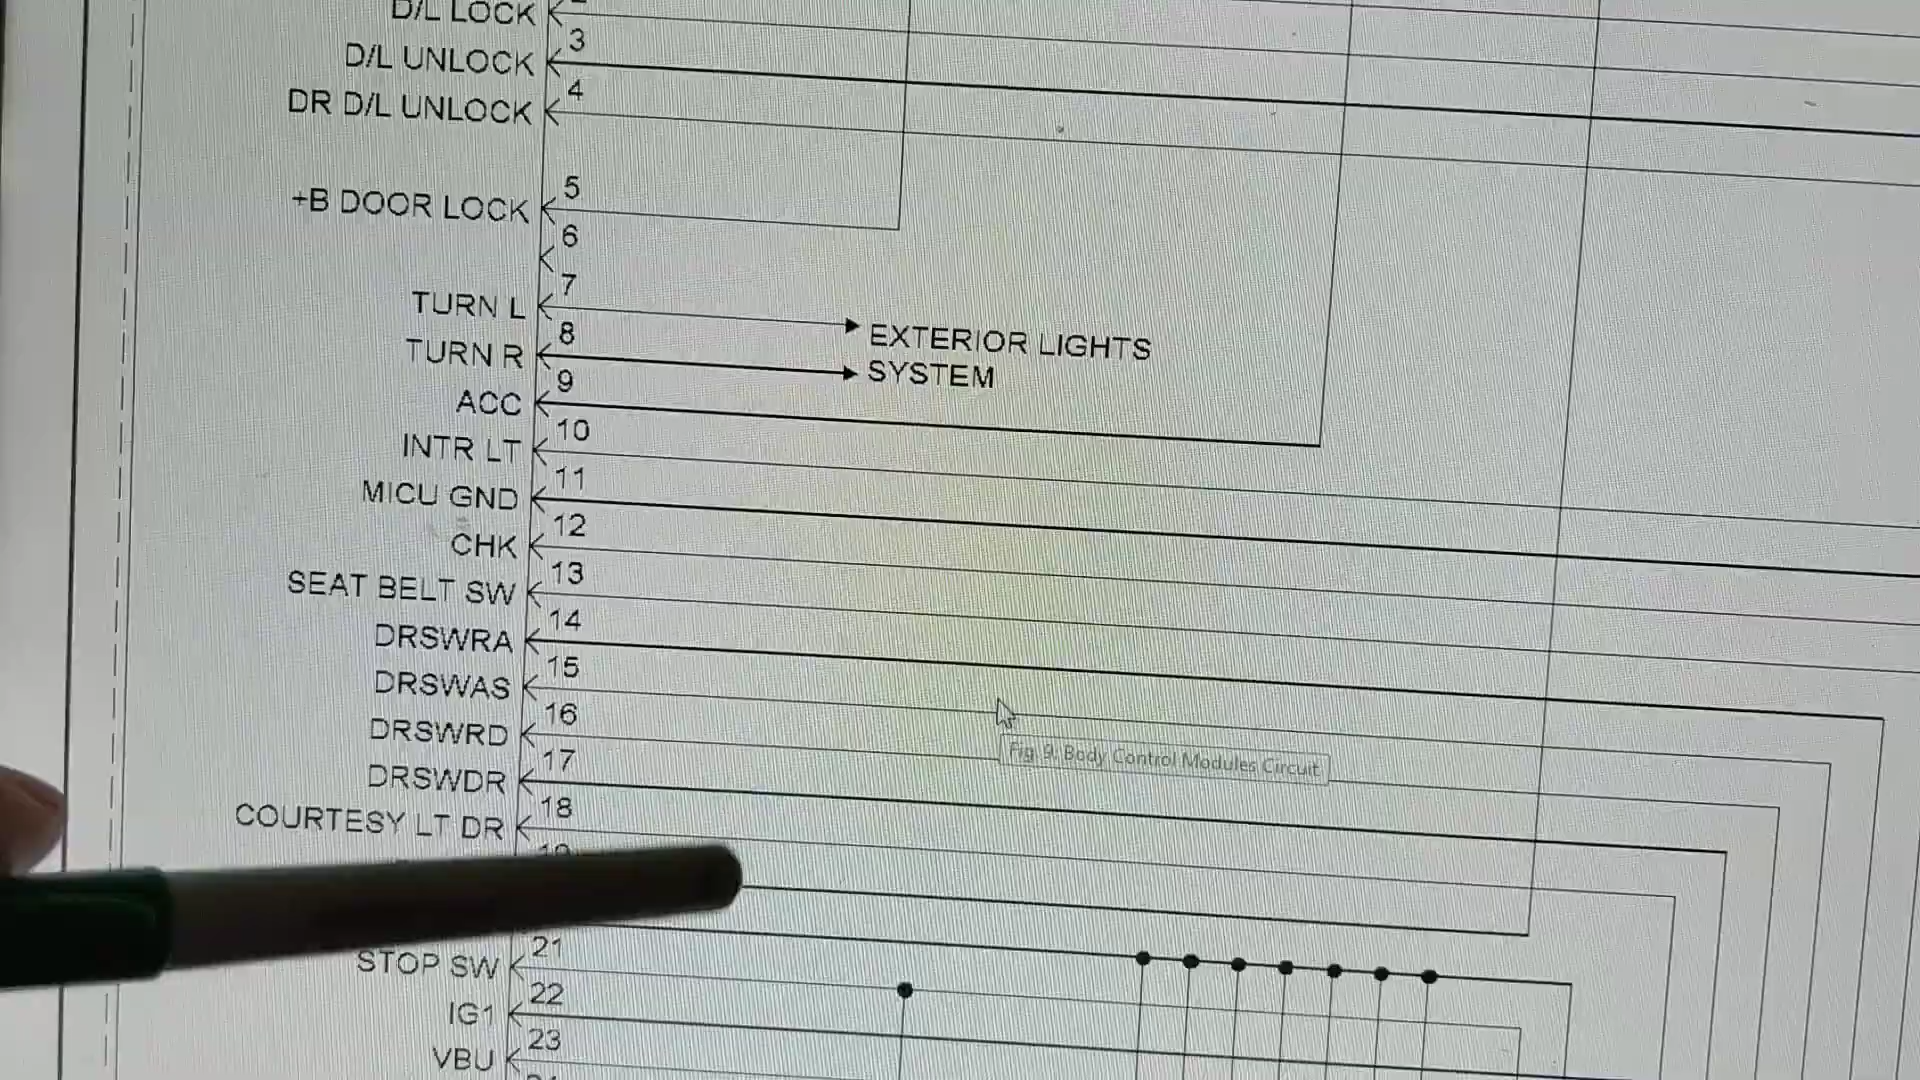 D/L LOCK
3
D/L UNLOCK
4
DR D/L UNLOCK
5
+B DOOR LOCK
6
7
TURN L
EXTERIOR LIGHTS
8
TURN R
SYSTEM
9
ACC
10
INTR LT
11
MICU GND
12
CHK
13
SEAT BELT SW
14
DRSWRA
15
DRSWAS
16
DRSWRD
Fig 9: Body Control Modules Circuit
17
DRSWDR
18
COURTESY LT DR
19
21
STOP SW
22
IG1
23
VBU